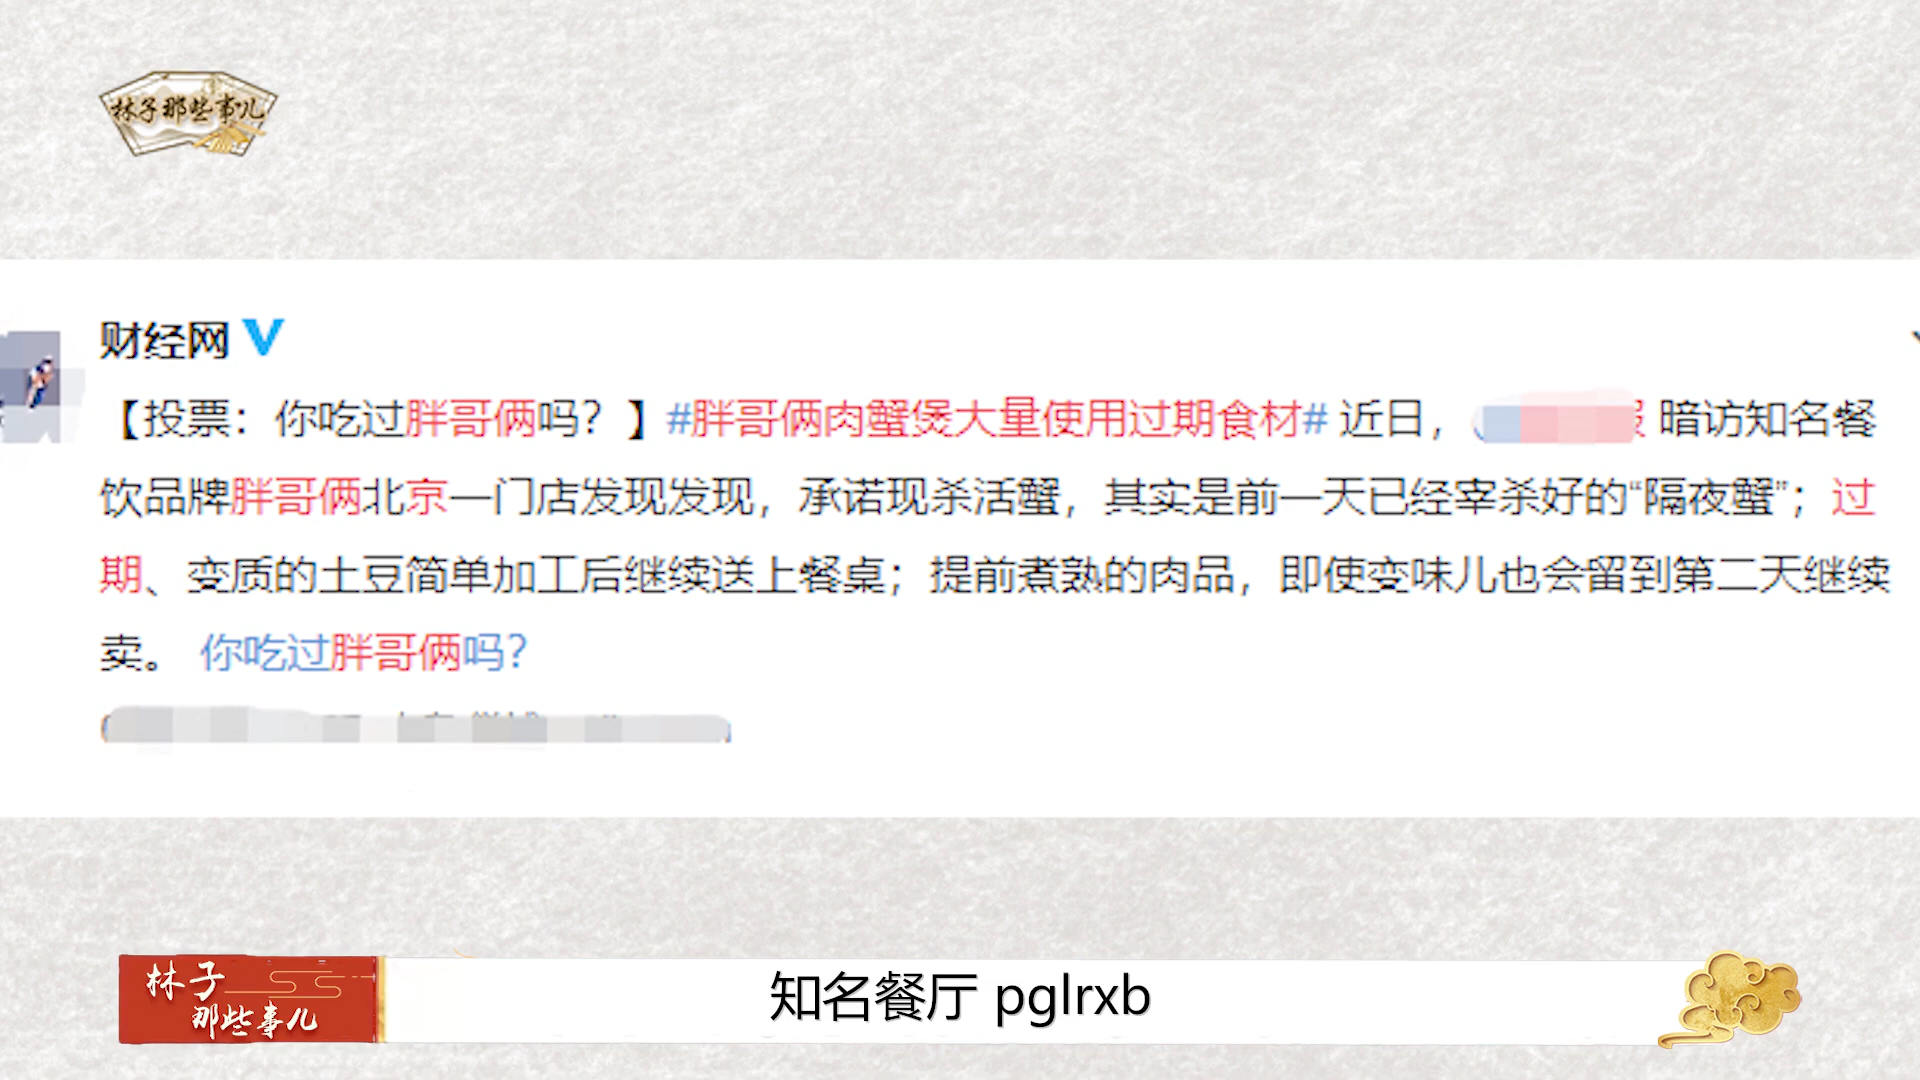 林子那些事儿
财经网
【投票：你吃过胖哥俩吗？】#胖哥俩肉蟹煲大量使用过期食材# 近日， 暗访知名餐
饮品牌胖哥俩北京一门店发现发现，承诺现杀活蟹，其实是前一天已经宰杀好的“隔夜蟹”；过
期、变质的土豆简单加工后继续送上餐桌；提前煮熟的肉品，即使变味儿也会留到第二天继续
卖。 你吃过胖哥俩吗？
林子
那些事儿
知名餐厅 pglrxb